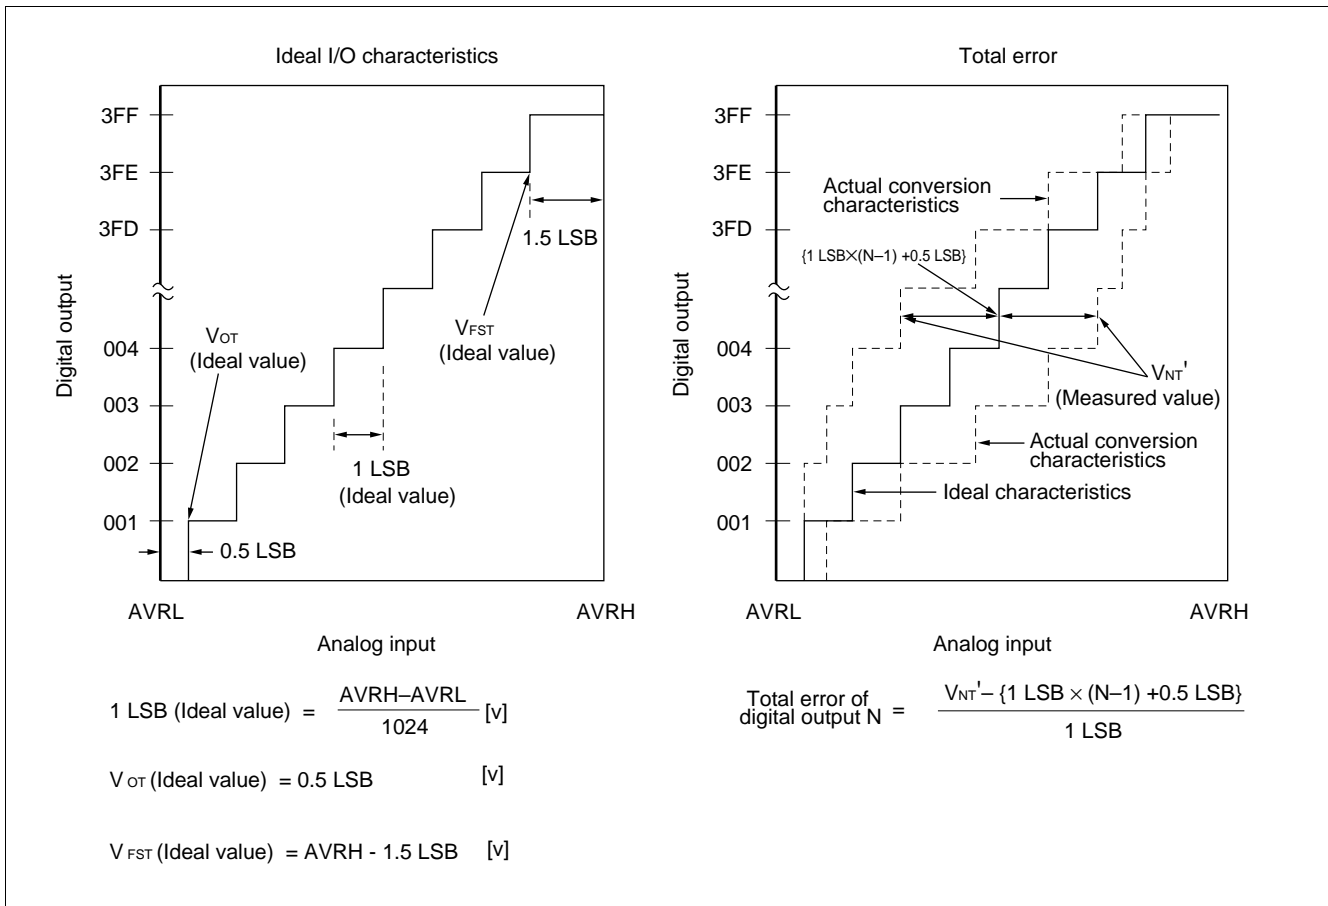 Ideal I/O characteristics
3FF
3FE
3FD
004
003
002
001
Digital output
1.5 LSB
VOT
(Ideal value)
VFST
(Ideal value)
1 LSB
(Ideal value)
0.5 LSB
AVRL
AVRH
Analog input
1 LSB (Ideal value) = AVRH–AVRL / 1024 [v]
VOT (Ideal value) = 0.5 LSB [v]
VFST (Ideal value) = AVRH - 1.5 LSB [v]
Total error
3FF
3FE
3FD
004
003
002
001
Digital output
Actual conversion
characteristics
{1 LSB×(N–1) +0.5 LSB}
VNT'
(Measured value)
Actual conversion
characteristics
Ideal characteristics
AVRL
AVRH
Analog input
Total error of
digital output N = VNT' – {1 LSB × (N–1) +0.5 LSB} / 1 LSB